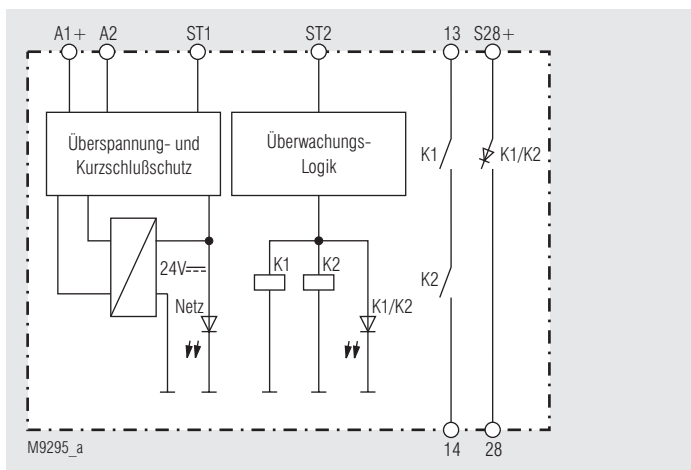 A1+ A2 ST1 ST2 13 S28+
Überspannung- und
Kurzschlußschutz
Überwachungs-
Logik
K1 K1/K2
24V
K1 K2
K2
Netz K1/K2
M9295_a
14 28